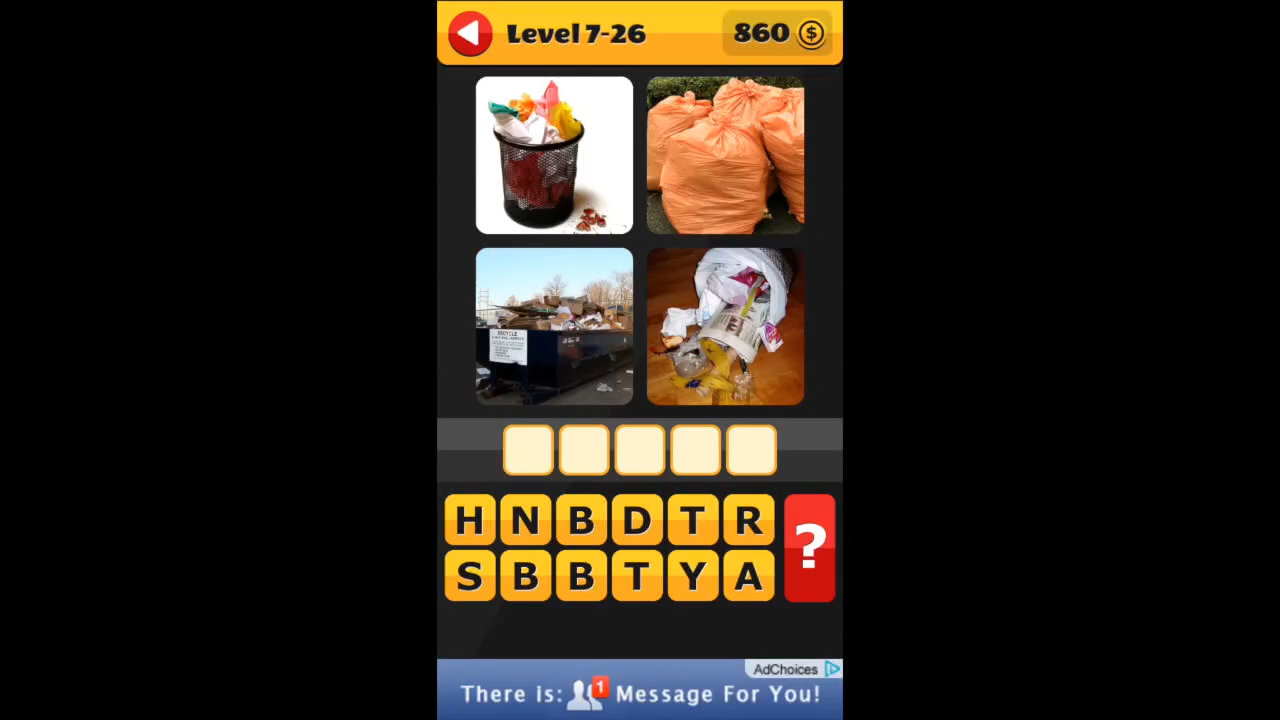 Level 7-26
860 $
RECYCLE
H N B D T R
S B B T Y A
?
AdChoices
There is: 1 Message For You!